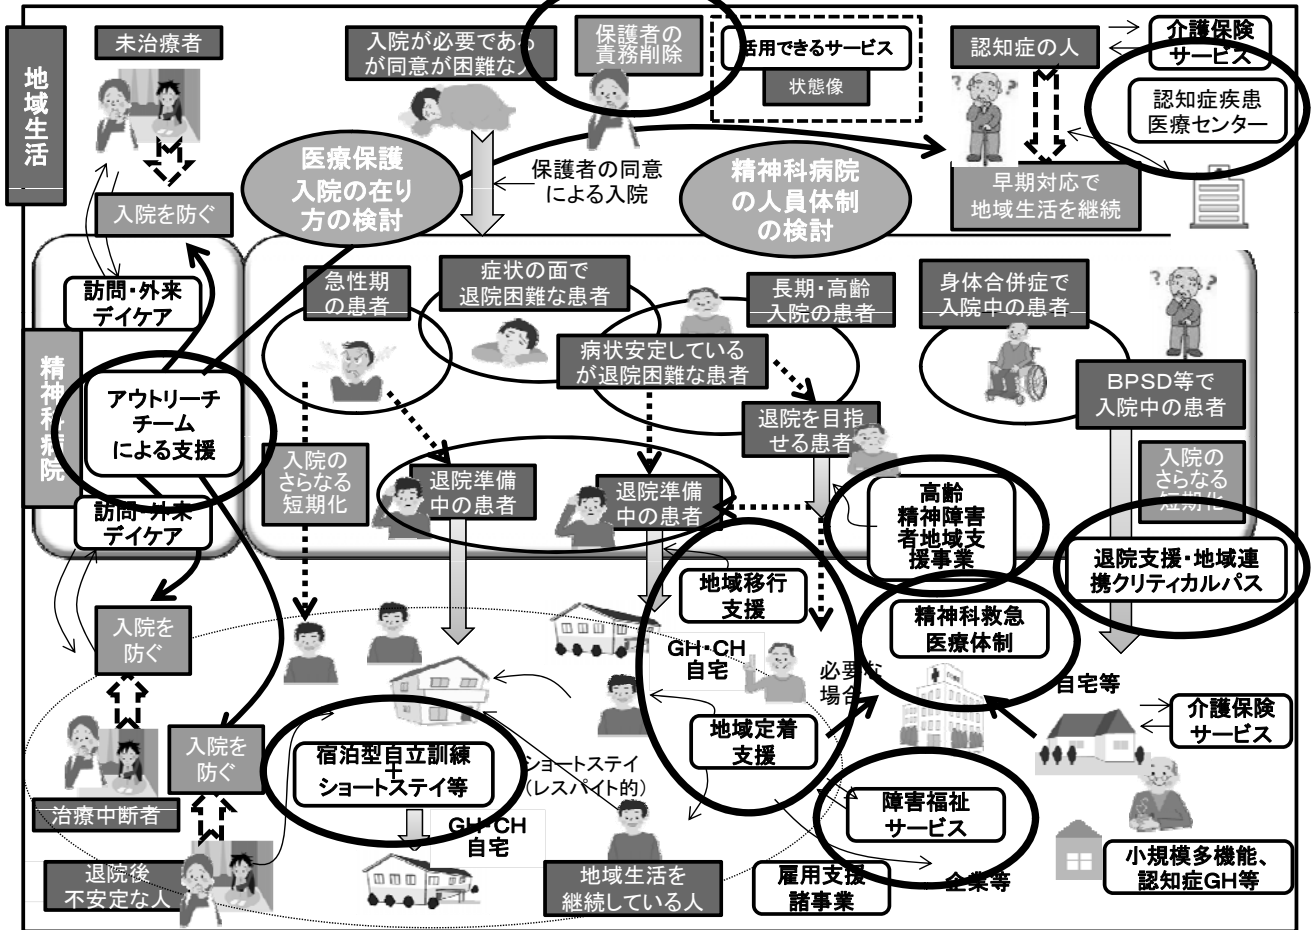 地域生活
未治療者
入院が必要である
が同意が困難な人
保護者の
責務削除
活用できるサービス
状態像
認知症の人
介護保険
サービス
認知症疾患
医療センター
医療保護
入院の在り
方の検討
保護者の同意
による入院
精神科病院
の人員体制
の検討
早期対応で
地域生活を継続
入院を防ぐ
訪問・外来
デイケア
急性期
の患者
症状の面で
退院困難な患者
長期・高齢
入院の患者
身体合併症で
入院中の患者
精神科病院
病状安定している
が退院困難な患者
BPSD等で
入院中の患者
アウトリーチ
チーム
による支援
退院を目指
せる患者
入院の
さらなる
短期化
退院準備
中の患者
退院準備
中の患者
高齢
精神障害
者地域支
援事業
入院の
さらなる
短期化
訪問・外来
デイケア
退院支援・地域連
携クリティカルパス
地域移行
支援
精神科救急
医療体制
入院を
防ぐ
GH・CH
自宅
必要な
場合
自宅等
介護保険
サービス
入院を
防ぐ
地域定着
支援
宿泊型自立訓練
+
ショートステイ等
ショートステイ
(レスパイト的)
治療中断者
障害福祉
サービス
GH・CH
自宅
小規模多機能、
認知症GH等
退院後
不安定な人
地域生活を
継続している人
雇用支援
諸事業
企業等